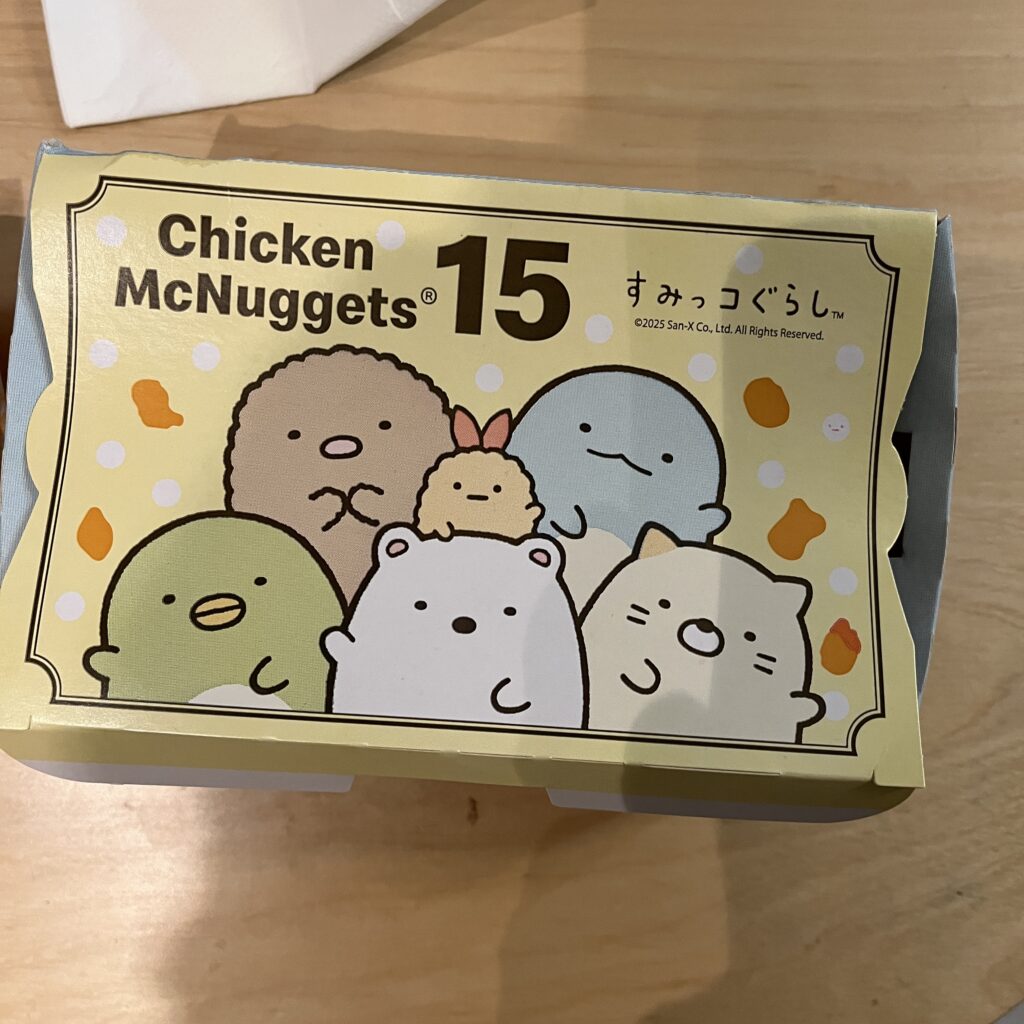 Chicken
McNuggets® 15
すみっコぐらし™
©2025 San-X Co., Ltd. All Rights Reserved.